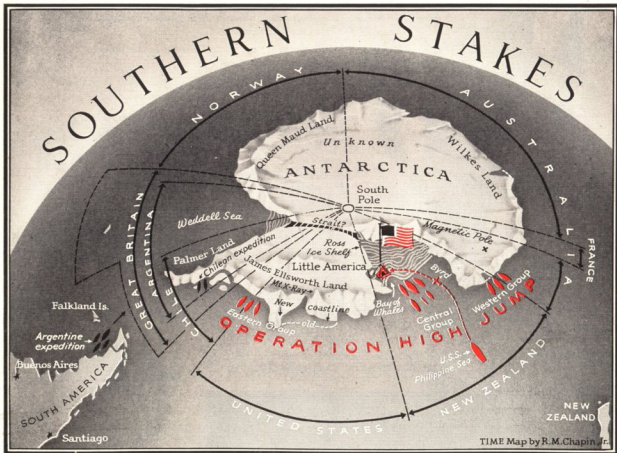 SOUTHERN STAKES
NORWAY
AUSTRALIA
Queen Maud Land
Unknown
Wilkes Land
ANTARCTICA
South
Pole
Weddell Sea
Strait?
Magnetic Pole
GREAT BRITAIN
ARGENTINA
CHILE
FRANCE
Palmer Land
Chilean expedition
Ross
Ice Shelf
James Ellsworth Land
Little America
Byrd
Mt. X-Ray
New coastline
old
Bay of
Whales
Central
Group
Western Group
Eastern Group
OPERATION HIGH JUMP
Falkland Is.
Argentine
expedition
Buenos Aires
SOUTH AMERICA
Santiago
U.S.S.
Philippine Sea
UNITED STATES
NEW ZEALAND
NEW
ZEALAND
TIME Map by R.M.Chapin, Jr.